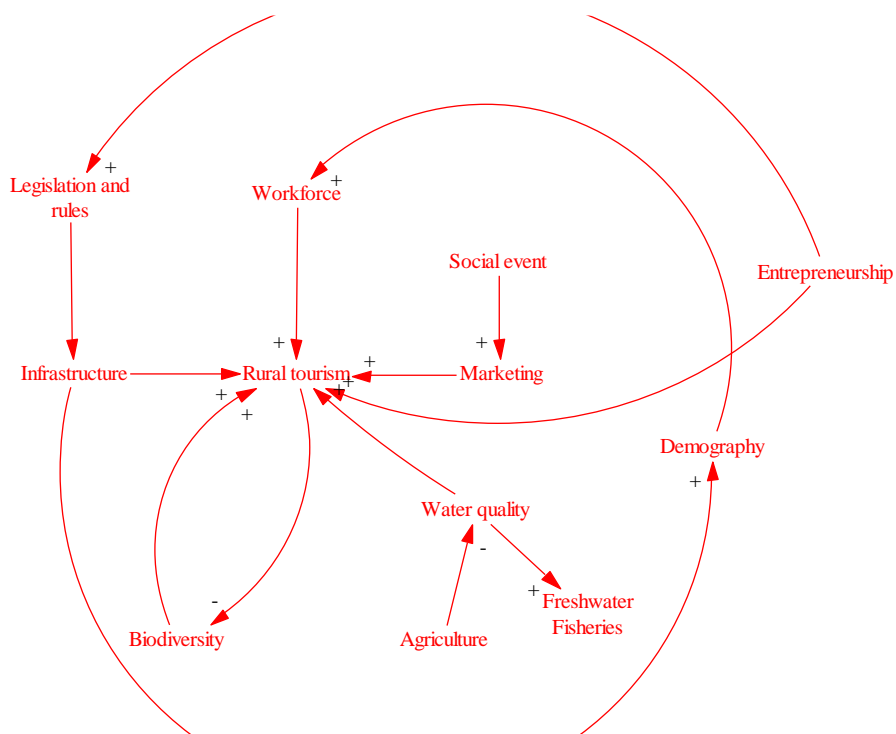 +
Legislation and
rules
Workforce
+
Social event
Entrepreneurship
+
+
+
Infrastructure
Rural tourism
+
+
Marketing
+
+
Demography
+
Water quality
-
-
+
Freshwater
Fisheries
Biodiversity
Agriculture